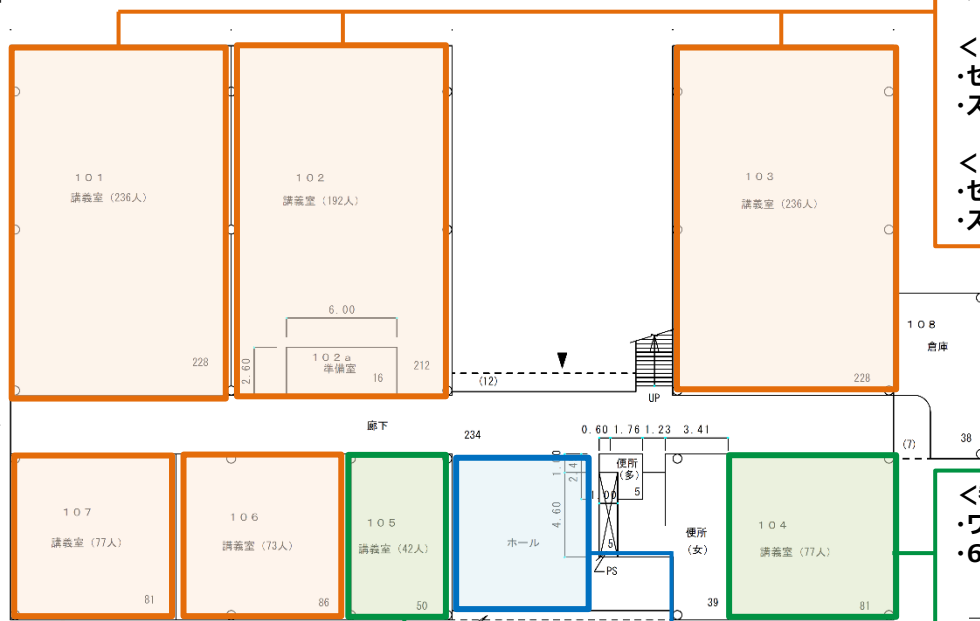 101
講義室 (236人)
228
102
講義室 (192人)
6.00
2.60
102a
準備室
16
212
103
講義室 (236人)
228
108
倉庫
38
(7)
(12)
UP
廊下
234
0.60 1.76 1.23 3.41
107
講義室 (77人)
81
106
講義室 (73人)
86
105
講義室 (42人)
50
ホール
4.60
便所
(多)
5
5
PS
便所
(女)
39
104
講義室 (77人)
81